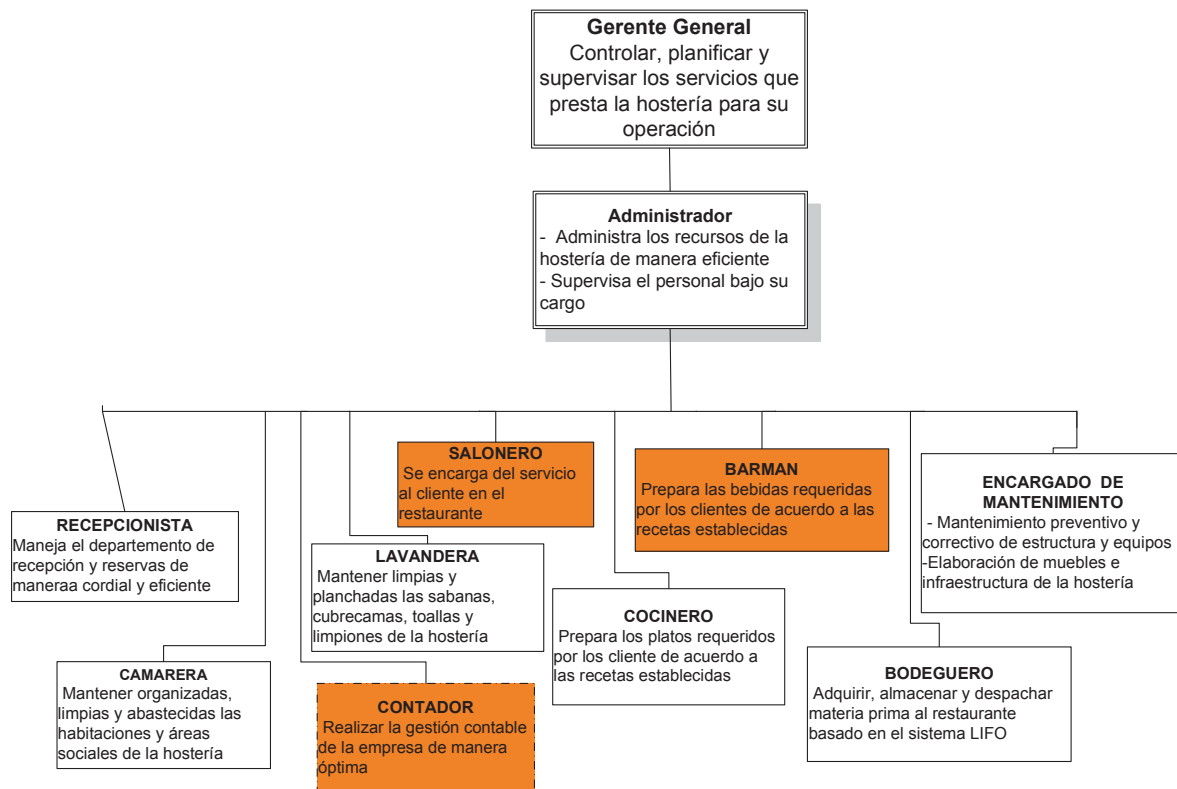 Gerente General
Controlar, planificar y
supervisar los servicios que
presta la hostería para su
operación
Administrador
- Administra los recursos de la
hostería de manera eficiente
- Supervisa el personal bajo su
cargo
SALONERO
Se encarga del servicio
al cliente en el
restaurante
BARMAN
Prepara las bebidas requeridas
por los clientes de acuerdo a las
recetas establecidas
ENCARGADO DE
MANTENIMIENTO
- Mantenimiento preventivo y
correctivo de estructura y equipos
-Elaboración de muebles e
infraestructura de la hostería
RECEPCIONISTA
Maneja el departemento de
recepción y reservas de
maneraa cordial y eficiente
LAVANDERA
Mantener limpias y
planchadas las sabanas,
cubrecamas, toallas y
limpiones de la hostería
COCINERO
Prepara los platos requeridos
por los cliente de acuerdo a
las recetas establecidas
CAMARERA
Mantener organizadas,
limpias y abastecidas las
habitaciones y áreas
sociales de la hostería
CONTADOR
Realizar la gestión contable
de la empresa de manera
óptima
BODEGUERO
Adquirir, almacenar y despachar
materia prima al restaurante
basado en el sistema LIFO